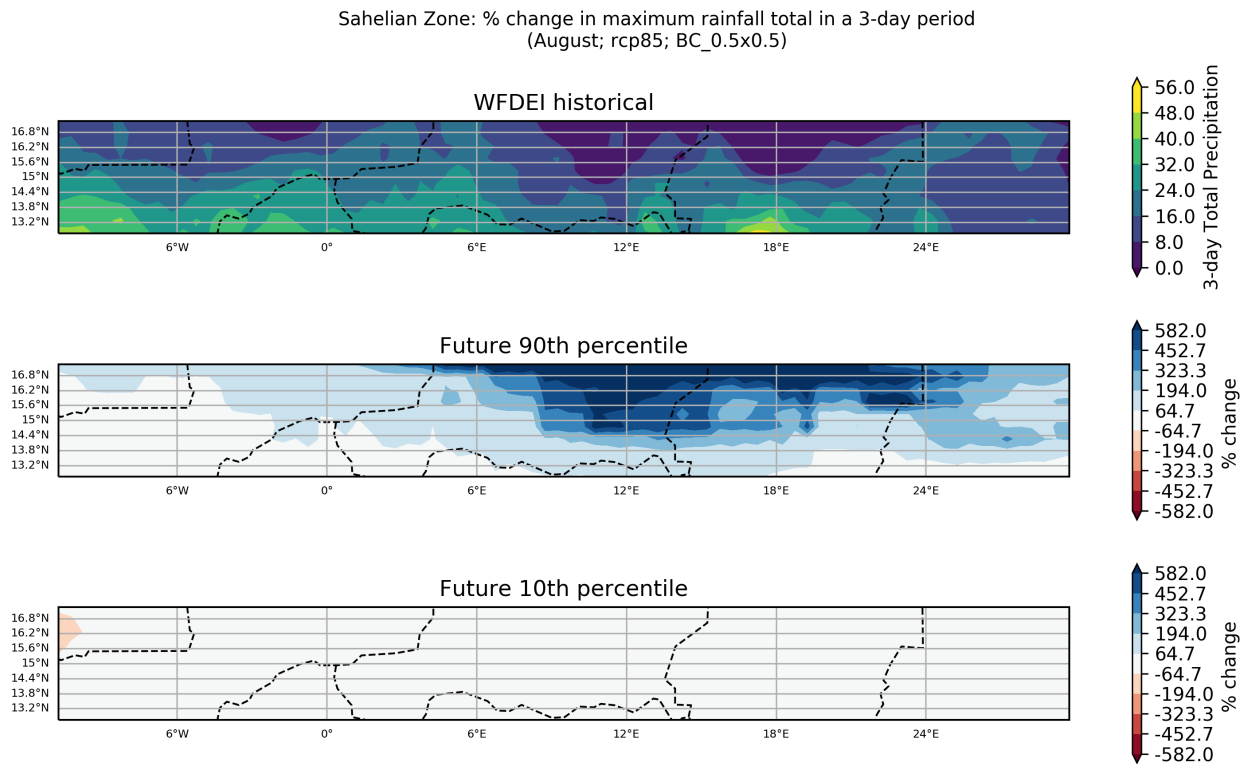 Sahelian Zone: % change in maximum rainfall total in a 3-day period
(August; rcp85; BC_0.5x0.5)
WFDEI historical
16.8°N
16.2°N
15.6°N
15°N
14.4°N
13.8°N
13.2°N
6°W
0°
6°E
12°E
18°E
24°E
56.0
48.0
40.0
32.0
24.0
16.0
8.0
0.0
3-day Total Precipitation
Future 90th percentile
16.8°N
16.2°N
15.6°N
15°N
14.4°N
13.8°N
13.2°N
6°W
0°
6°E
12°E
18°E
24°E
582.0
452.7
323.3
194.0
64.7
-64.7
-194.0
-323.3
-452.7
-582.0
% change
Future 10th percentile
16.8°N
16.2°N
15.6°N
15°N
14.4°N
13.8°N
13.2°N
6°W
0°
6°E
12°E
18°E
24°E
582.0
452.7
323.3
194.0
64.7
-64.7
-194.0
-323.3
-452.7
-582.0
% change